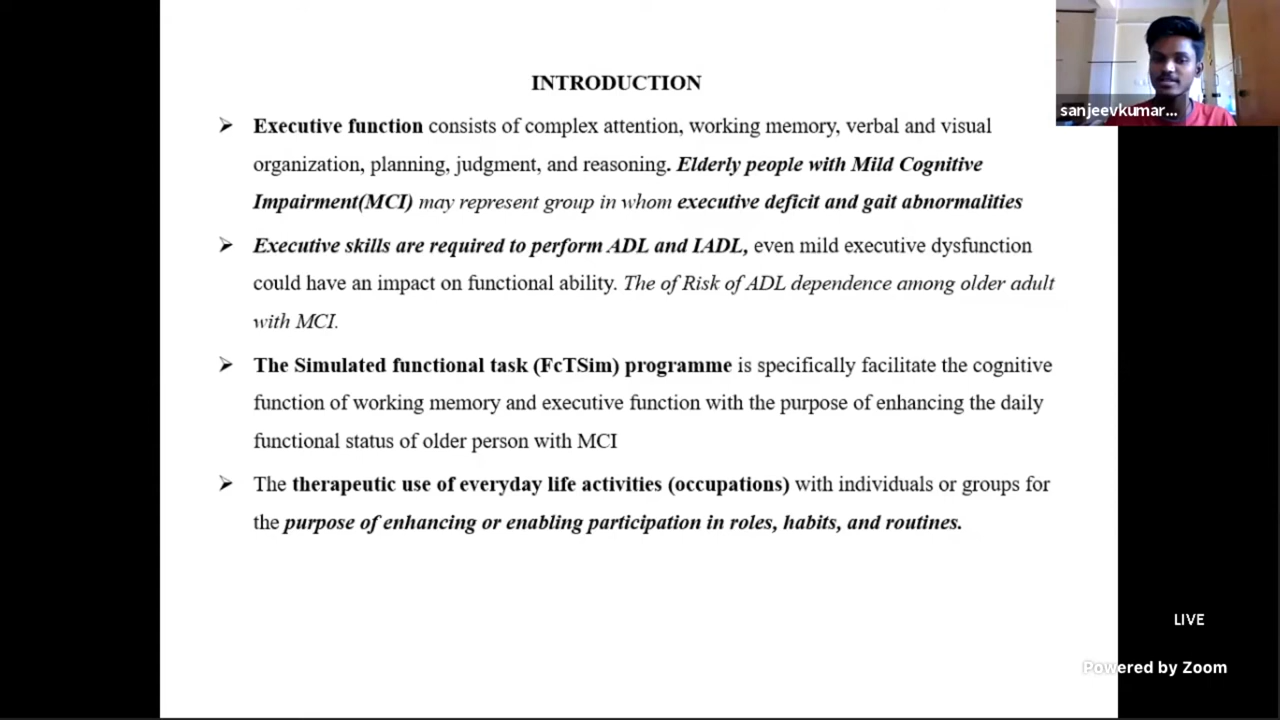 INTRODUCTION
sanjeevkumar...
➢ Executive function consists of complex attention, working memory, verbal and visual
organization, planning, judgment, and reasoning. Elderly people with Mild Cognitive
Impairment(MCI) may represent group in whom executive deficit and gait abnormalities
➢ Executive skills are required to perform ADL and IADL, even mild executive dysfunction
could have an impact on functional ability. The of Risk of ADL dependence among older adult
with MCI.
➢ The Simulated functional task (FcTSim) programme is specifically facilitate the cognitive
function of working memory and executive function with the purpose of enhancing the daily
functional status of older person with MCI
➢ The therapeutic use of everyday life activities (occupations) with individuals or groups for
the purpose of enhancing or enabling participation in roles, habits, and routines.
LIVE
Powered by Zoom